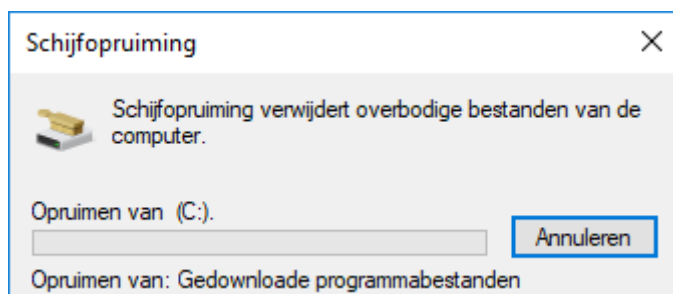 Schijfopruiming
Schijfopruiming verwijdert overbodige bestanden van de
computer.
Opruimen van (C:).
Annuleren
Opruimen van: Gedownloade programmabestanden